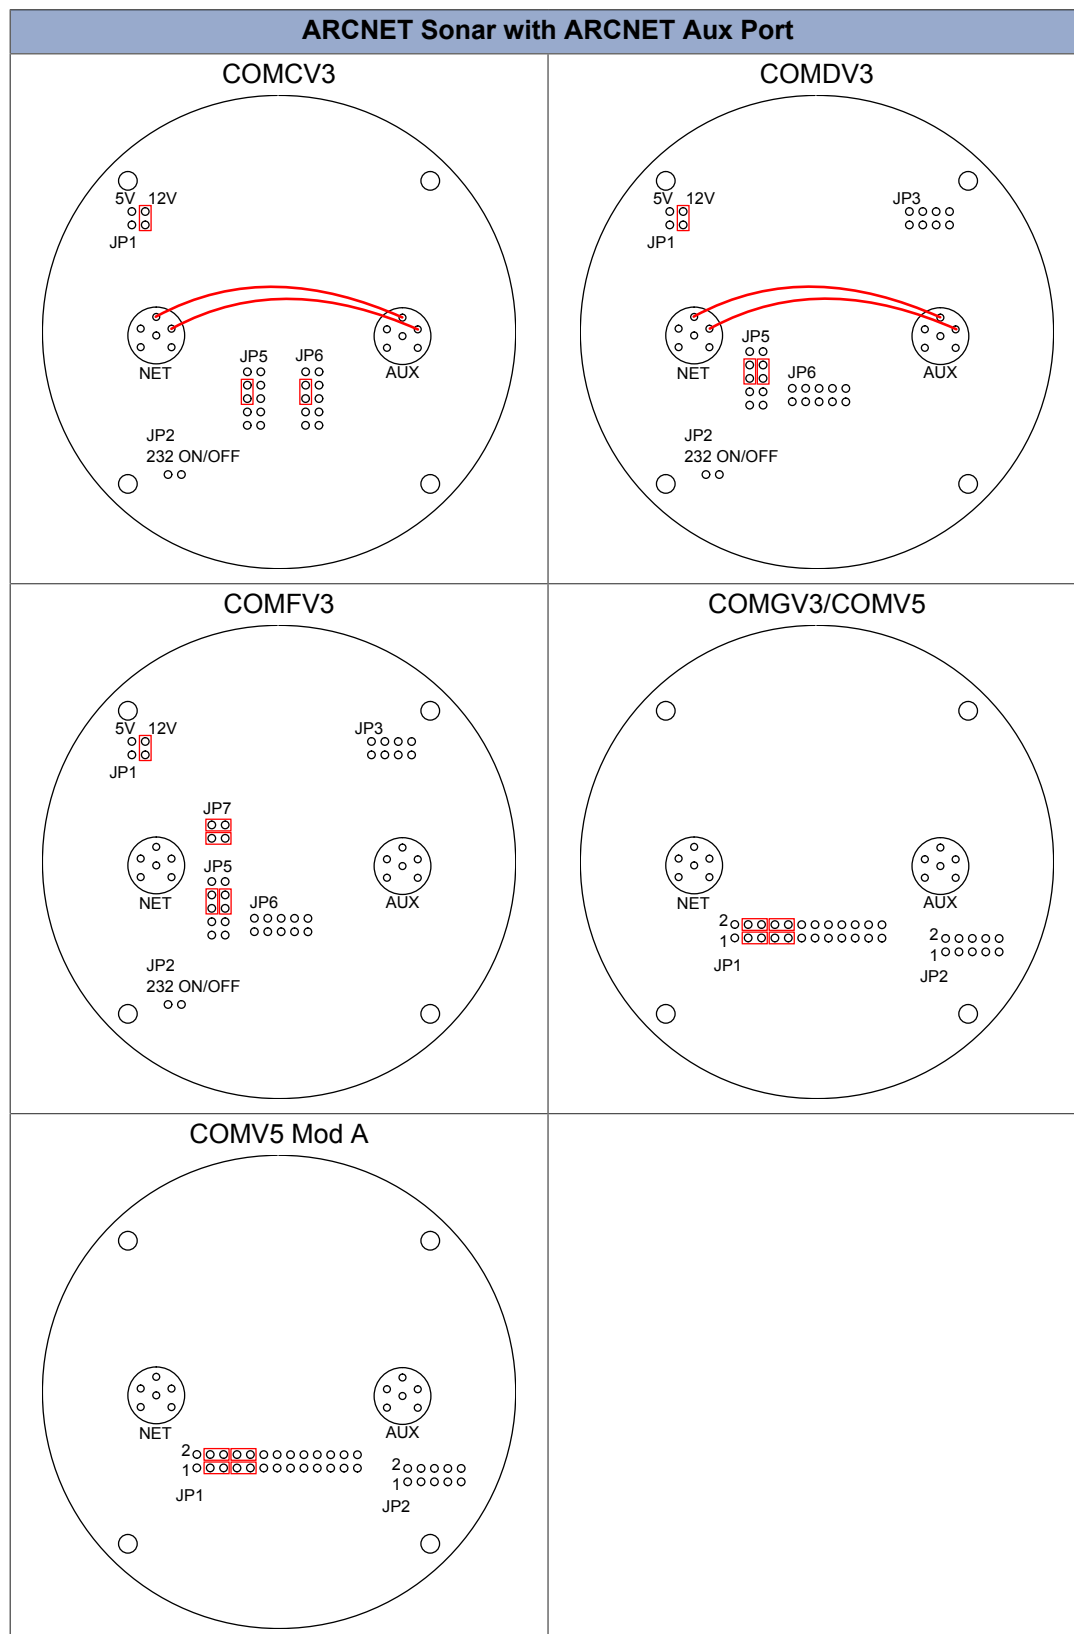 ARCNET Sonar with ARCNET Aux Port
COMCV3
5V 12V
JP1
NET
AUX
JP5
JP6
JP2
232 ON/OFF
COMDV3
5V 12V
JP1
JP3
NET
AUX
JP5
JP6
JP2
232 ON/OFF
COMFV3
5V 12V
JP1
JP3
JP7
NET
AUX
JP5
JP6
JP2
232 ON/OFF
COMGV3/COMV5
NET
AUX
2
1
JP1
2
1
JP2
COMV5 Mod A
NET
AUX
2
1
JP1
2
1
JP2